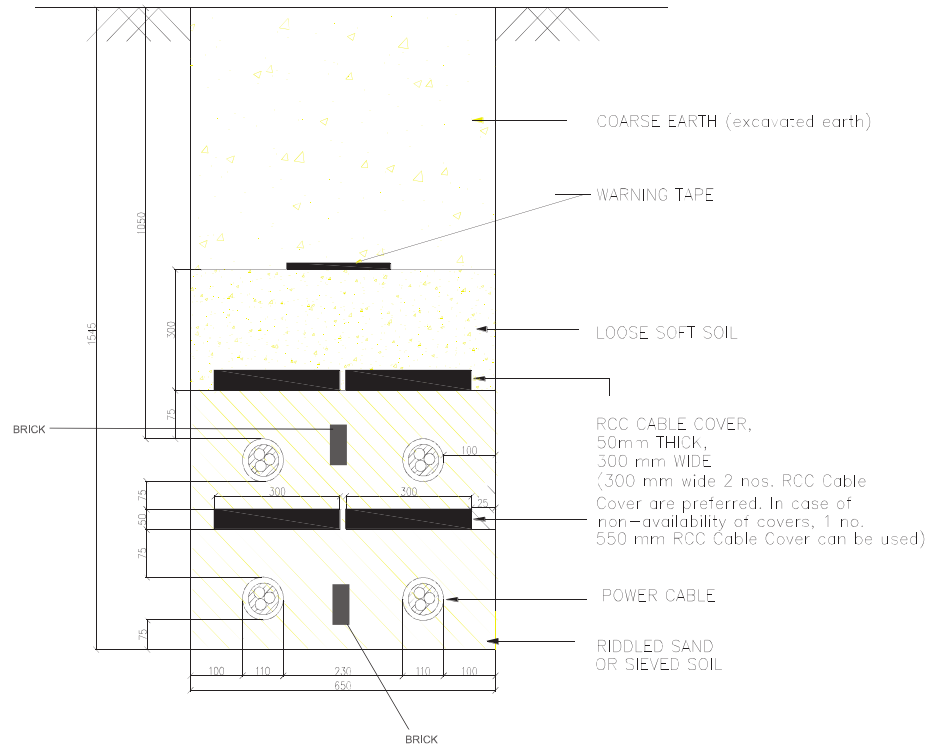 COARSE EARTH (excavated earth)
WARNING TAPE
1050
1545
300
LOOSE SOFT SOIL
75
BRICK
RCC CABLE COVER,
50mm THICK,
300 mm WIDE
(300 mm wide 2 nos. RCC Cable
Cover are preferred. In case of
non-availability of covers, 1 no.
550 mm RCC Cable Cover can be used)
100
75
300
300
25
50
75
POWER CABLE
75
RIDDLED SAND
OR SIEVED SOIL
100 110 230 110 100
650
BRICK